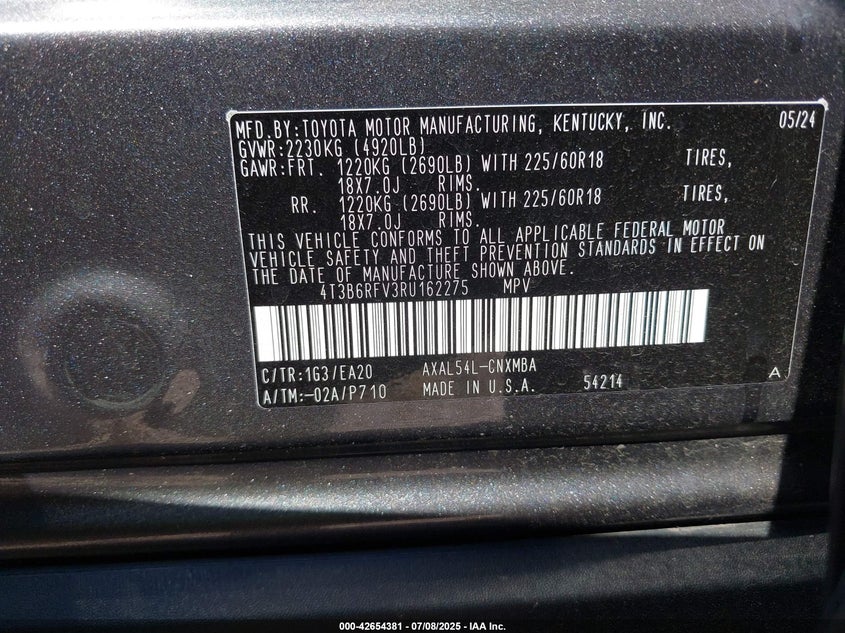 MFD.BY:TOYOTA MOTOR MANUFACTURING, KENTUCKY, INC. 05/24
GVWR:2230KG (4920LB)
GAWR:FRT. 1220KG (2690LB) WITH 225/60R18 TIRES,
18X7.0J RIMS.
RR. 1220KG (2690LB) WITH 225/60R18 TIRES,
18X7.0J RIMS.
THIS VEHICLE CONFORMS TO ALL APPLICABLE FEDERAL MOTOR
VEHICLE SAFETY AND THEFT PREVENTION STANDARDS IN EFFECT ON
THE DATE OF MANUFACTURE SHOWN ABOVE.
4T3B6RFV3RU162275 MPV
C/TR:1G3/EA20 AXAL54L-CNXMBA A
A/TM:-02A/P710 MADE IN U.S.A. 54214
000-42654381 - 07/08/2025 - IAA Inc.